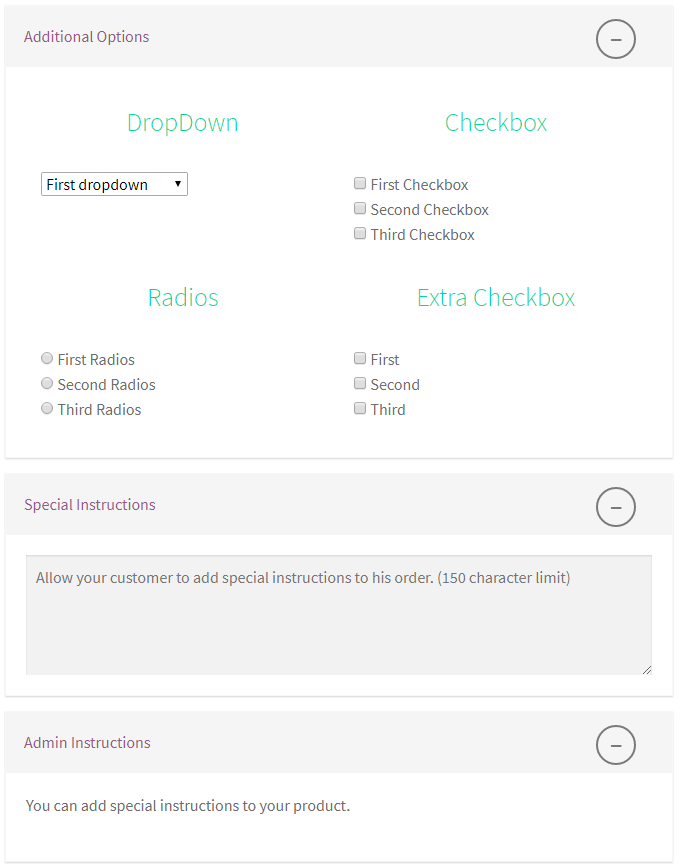 Additional Options
DropDown
Checkbox
First dropdown
First Checkbox
Second Checkbox
Third Checkbox
Radios
Extra Checkbox
First Radios
Second Radios
Third Radios
First
Second
Third
Special Instructions
Allow your customer to add special instructions to his order. (150 character limit)
Admin Instructions
You can add special instructions to your product.